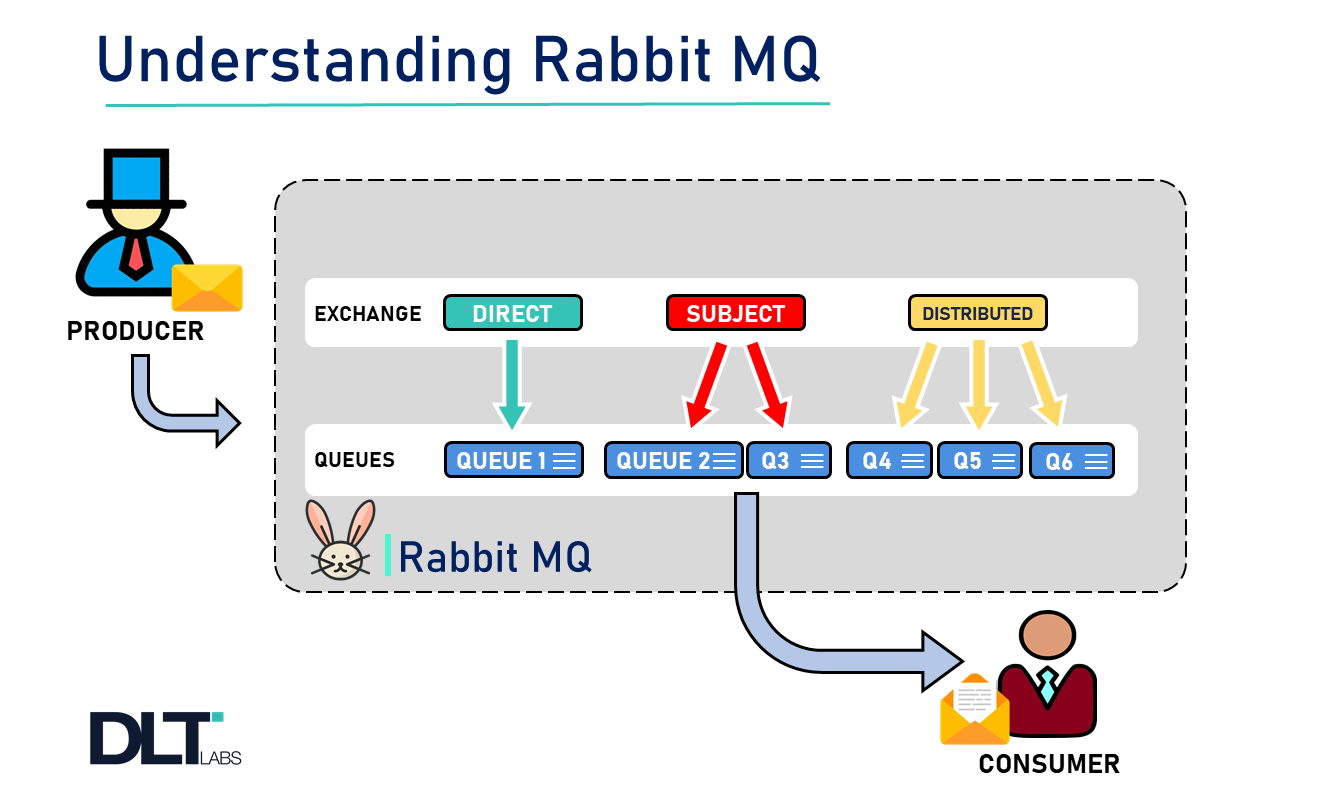 Understanding Rabbit MQ
PRODUCER
EXCHANGE
DIRECT
SUBJECT
DISTRIBUTED
QUEUES
QUEUE 1
QUEUE 2
Q3
Q4
Q5
Q6
Rabbit MQ
CONSUMER
DLT
LABS